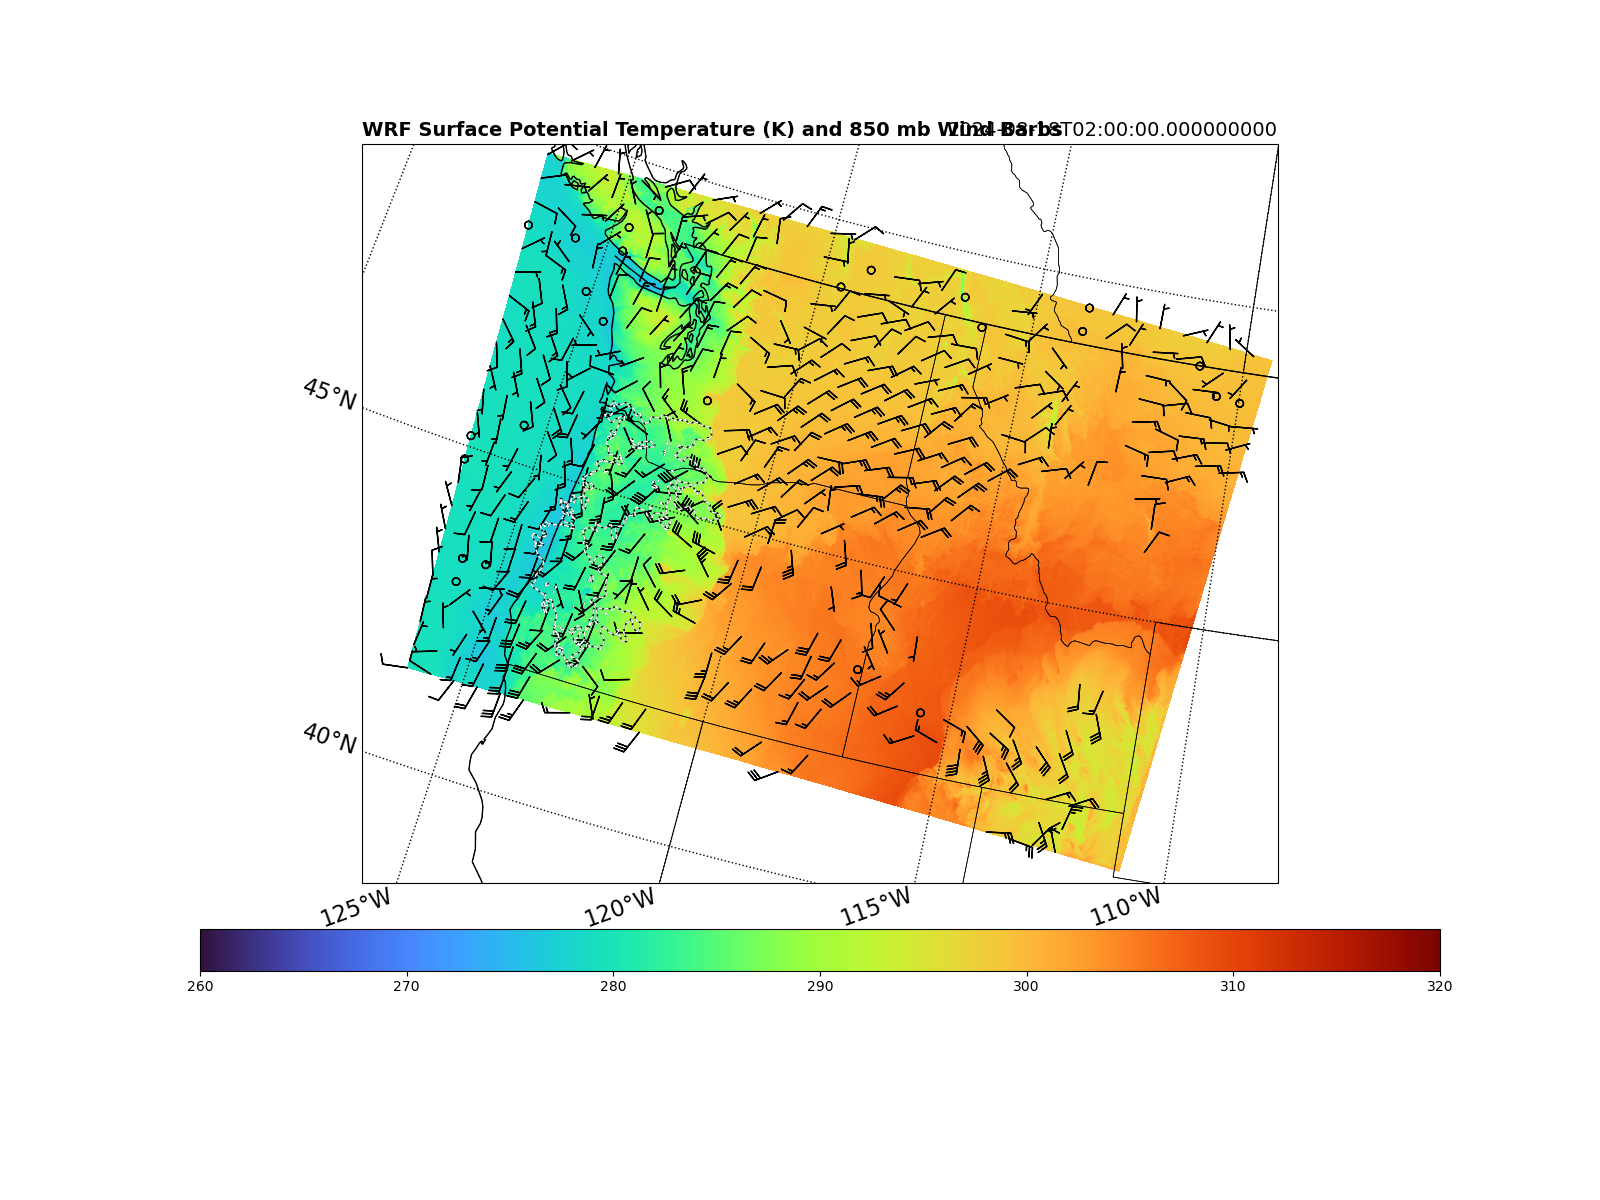 WRF Surface Potential Temperature (K) and 850 mb Wind Barbs
T02:00:00.000000000
45°N
40°N
125°W
120°W
115°W
110°W
260
270
280
290
300
310
320